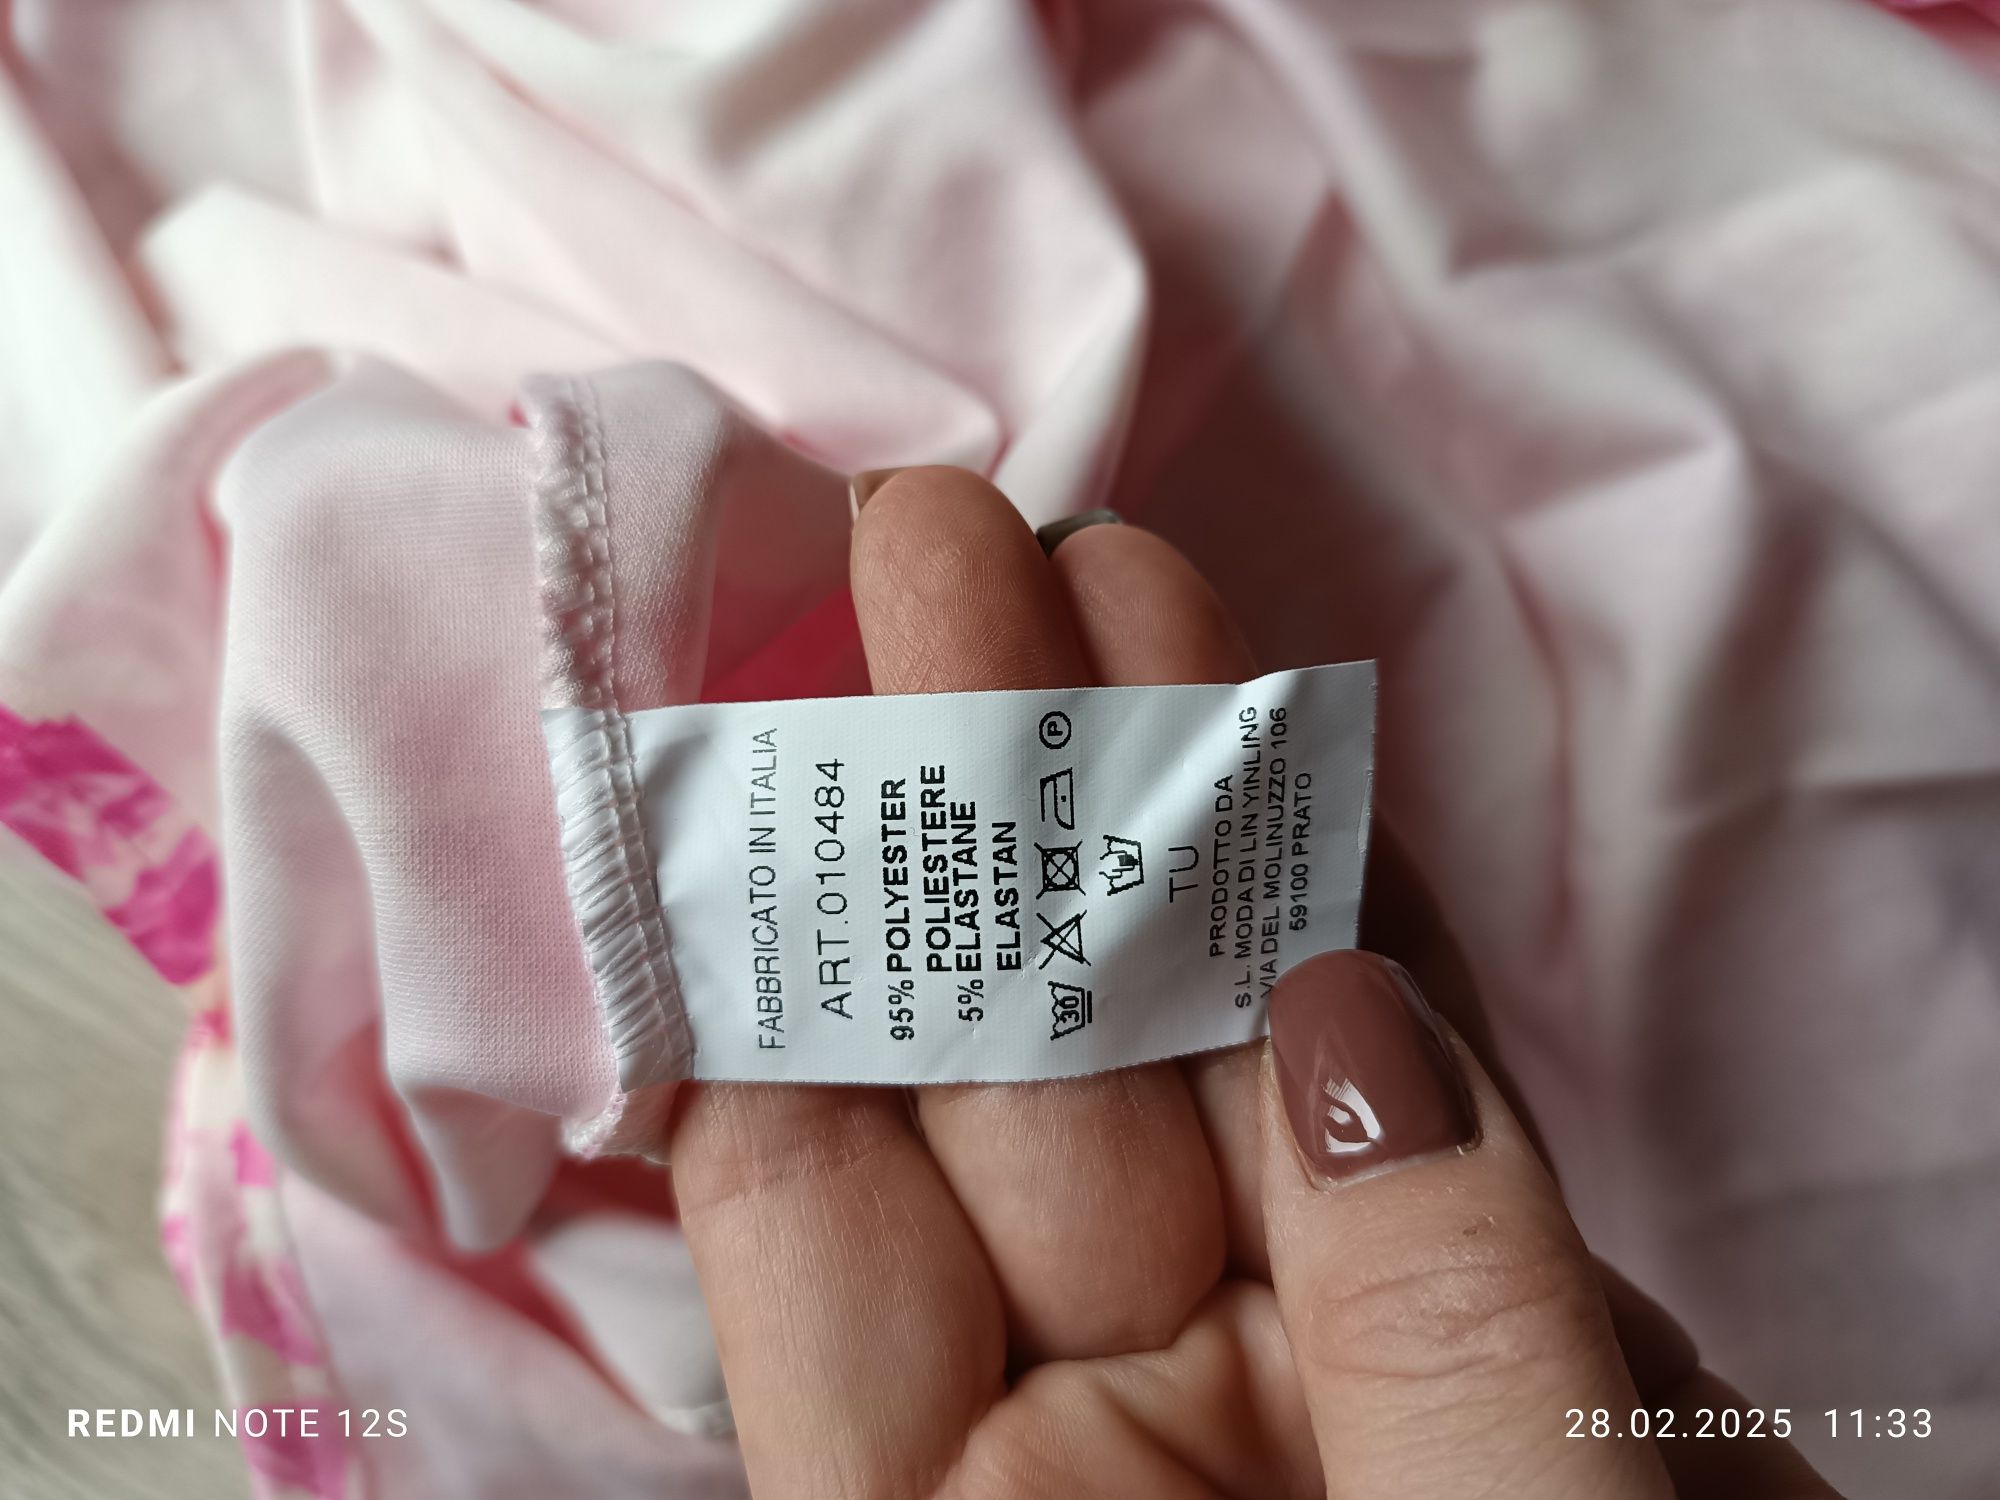 FABBRICATO IN ITALIA
ART.010484
95% POLYESTER
POLIESTERE
5% ELASTANE
ELASTAN
30
P
TU
PRODOTTO DA
S.L. MODA DI LIN YINLING
VIA DEL MOLINUZZO 106
59100 PRATO
REDMI NOTE 12S
28.02.2025 11:33